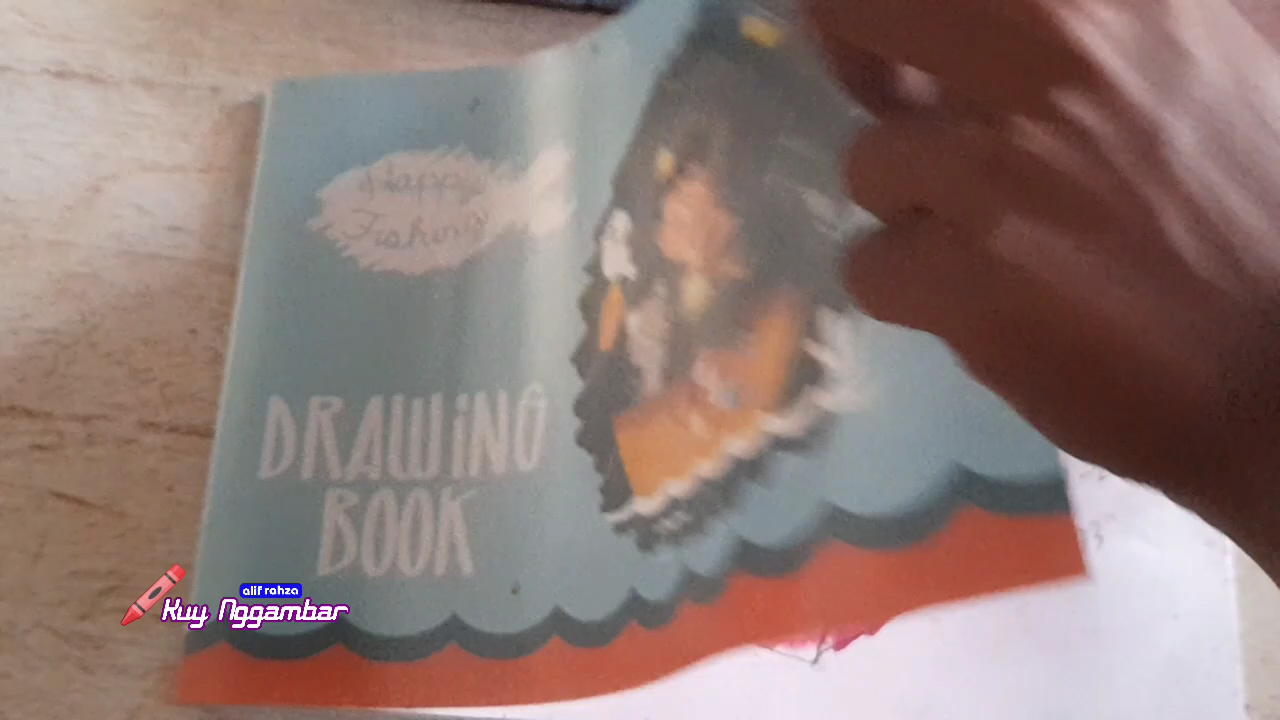 Happy
Fishing
DRAWiNG
BOOK
alif rahza
Kuy Nggambar